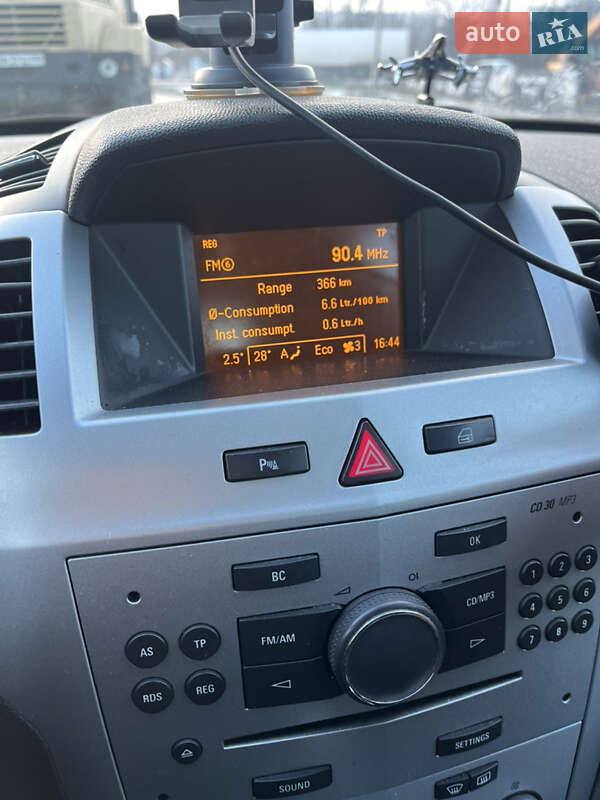 auto RIA .com
REG TP
FM⑥ 90.4 MHz
Range 366 km
Ø-Consumption 6.6 Ltr./100 km
Inst. consumpt. 0.6 Ltr./h
2.5° 28° A Eco 3 16:44
P
CD 30 MP3
OK
BC
CD/MP3
FM/AM
1 2 3
4 5 6
7 8 9
AS TP
RDS REG
SETTINGS
SOUND